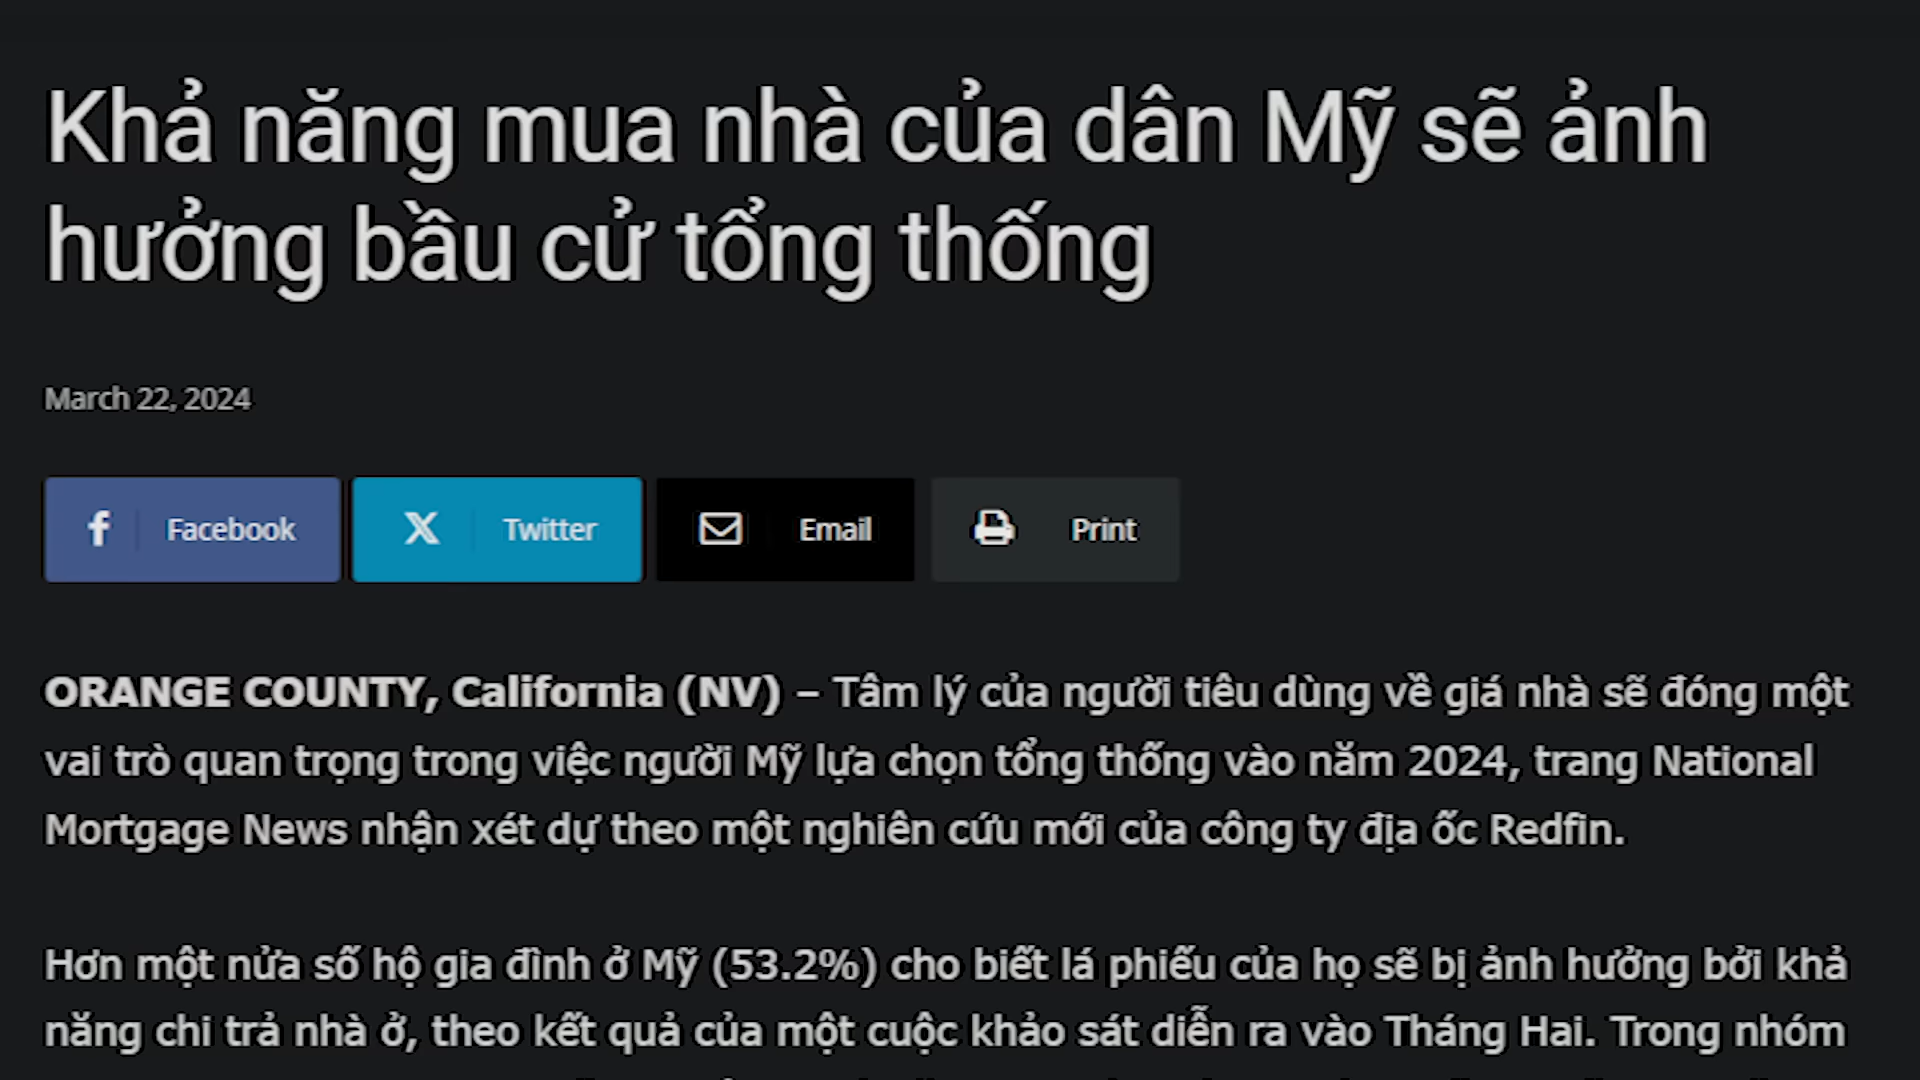 Khả năng mua nhà của dân Mỹ sẽ ảnh
hưởng bầu cử tổng thống
March 22, 2024
Facebook
Twitter
Email
Print
ORANGE COUNTY, California (NV) – Tâm lý của người tiêu dùng về giá nhà sẽ đóng một
vai trò quan trọng trong việc người Mỹ lựa chọn tổng thống vào năm 2024, trang National
Mortgage News nhận xét dự theo một nghiên cứu mới của công ty địa ốc Redfin.
Hơn một nửa số hộ gia đình ở Mỹ (53.2%) cho biết lá phiếu của họ sẽ bị ảnh hưởng bởi khả
năng chi trả nhà ở, theo kết quả của một cuộc khảo sát diễn ra vào Tháng Hai. Trong nhóm